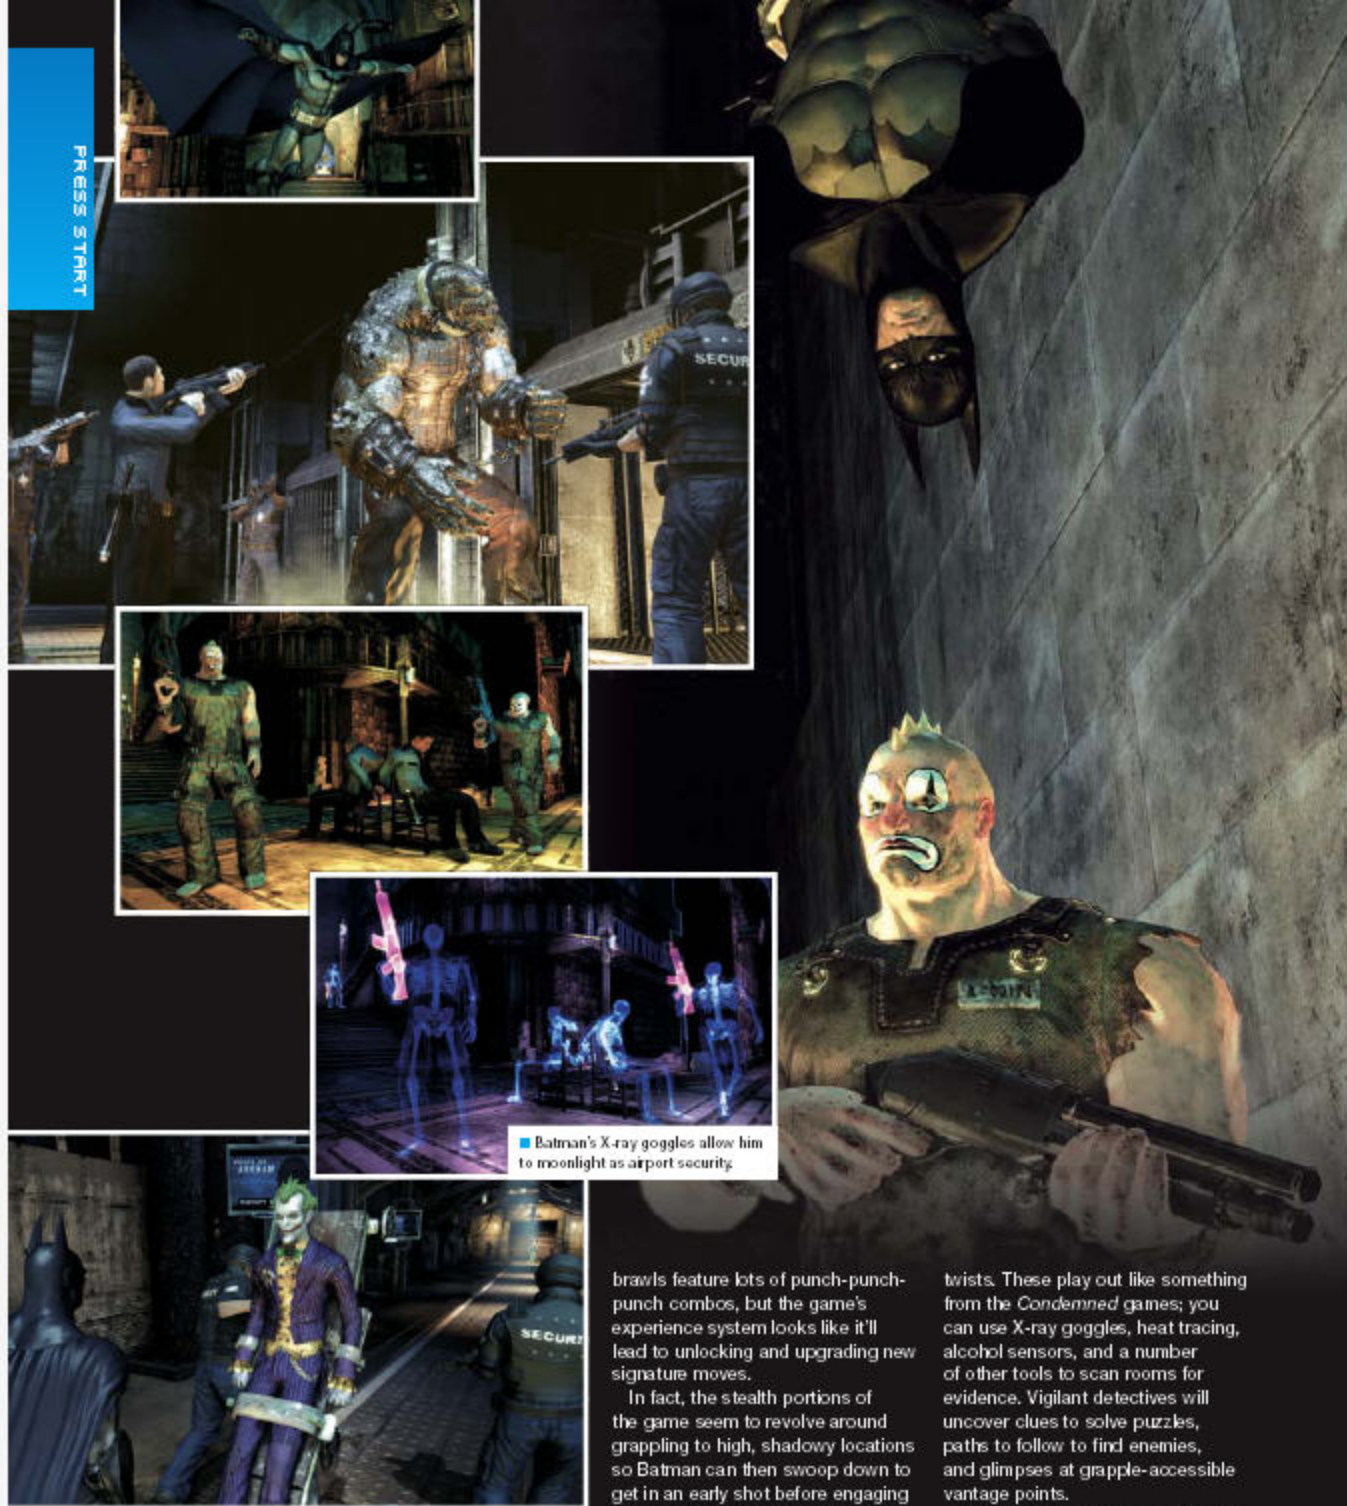 PRESS START
SECUR
■ Batman's X-ray goggles allow him
to moonlight as airport security.
ARKHAM
SECURI
brawls feature lots of punch-punch-
punch combos, but the game's
experience system looks like it'll
lead to unlocking and upgrading new
signature moves.
In fact, the stealth portions of
the game seem to revolve around
grappling to high, shadowy locations
so Batman can then swoop down to
get in an early shot before engaging
twists. These play out like something
from the Condemned games; you
can use X-ray goggles, heat tracing,
alcohol sensors, and a number
of other tools to scan rooms for
evidence. Vigilant detectives will
uncover clues to solve puzzles,
paths to follow to find enemies,
and glimpses at grapple-accessible
vantage points.